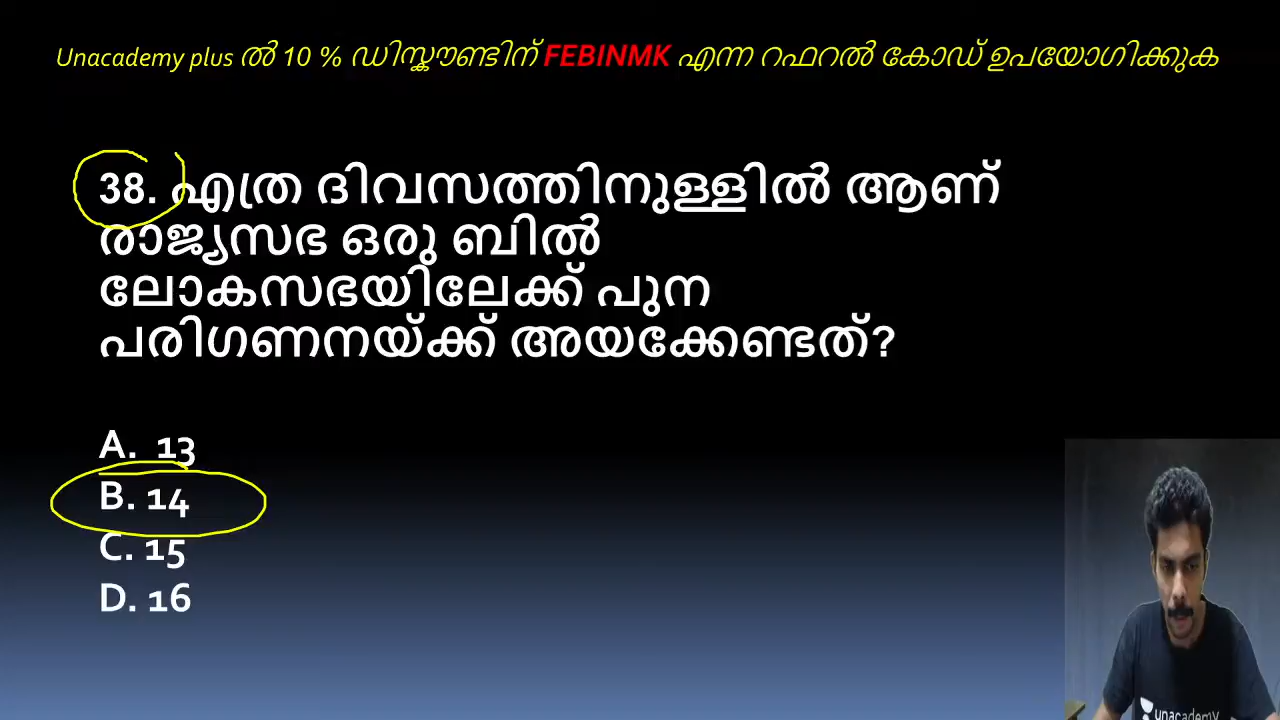 Unacademy plus ൽ 10 % ഡിസ്കൗണ്ടിന് FEBINMK എന്ന റഫറൽ കോഡ് ഉപയോഗിക്കുക
38. എത്ര ദിവസത്തിനുള്ളിൽ ആണ്
രാജ്യസഭ ഒരു ബിൽ
ലോകസഭയിലേക്ക് പുന
പരിഗണനയ്ക്ക് അയക്കേണ്ടത്?
A. 13
B. 14
C. 15
D. 16
unacademy